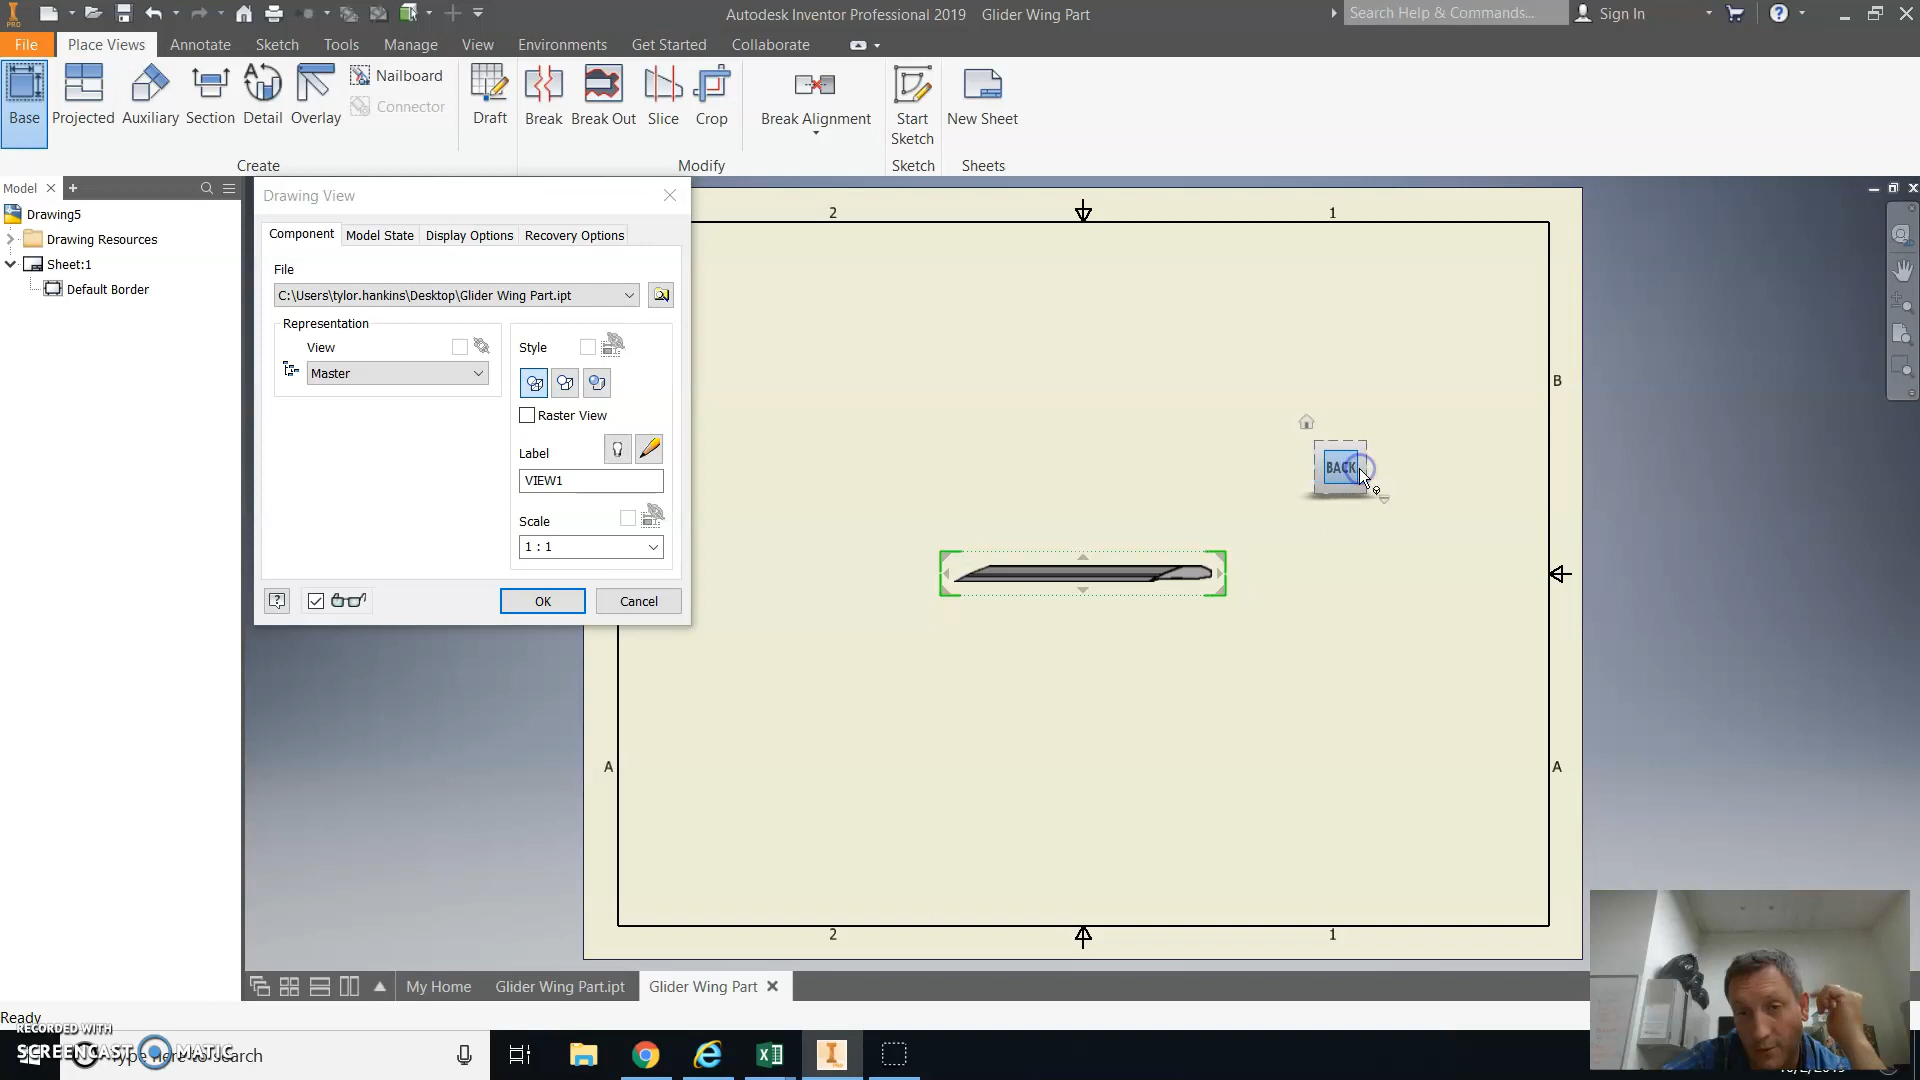 Autodesk Inventor Professional 2019 Glider Wing Part
Search Help & Commands...
Sign In
File Place Views Annotate Sketch Tools Manage View Environments Get Started Collaborate
PRO
Base
Projected
Auxiliary
Section
Detail
Overlay
Nailboard
Connector
Draft
Break
Break Out
Slice
Crop
Break Alignment
Start
Sketch
New Sheet
Create
Modify
Sketch
Sheets
Model
Drawing5
Drawing Resources
Sheet:1
Default Border
Drawing View
Component Model State Display Options Recovery Options
File
C:\Users\tylor.hankins\Desktop\Glider Wing Part.ipt
Representation
View
Master
Style
Raster View
Label
VIEW1
Scale
1 : 1
OK
Cancel
2
1
B
BACK
A
A
2
1
My Home Glider Wing Part.ipt Glider Wing Part
Ready
RECORDED WITH
SCREENCAST MATIC
Type here to search